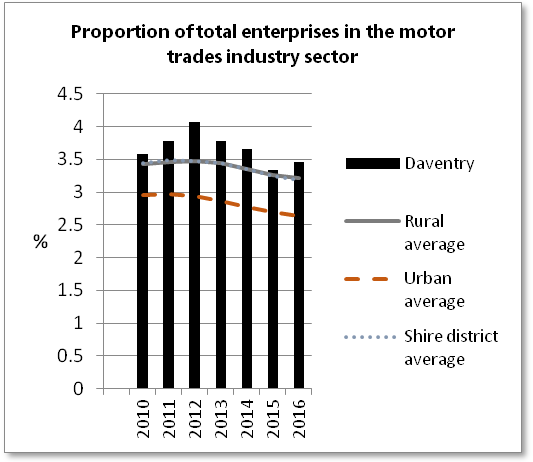 Proportion of total enterprises in the motor
trades industry sector
4.5
4
3.5
3
2.5
2
1.5
1
0.5
0
%
2010
2011
2012
2013
2014
2015
2016
Daventry
Rural
average
Urban
average
Shire district
average